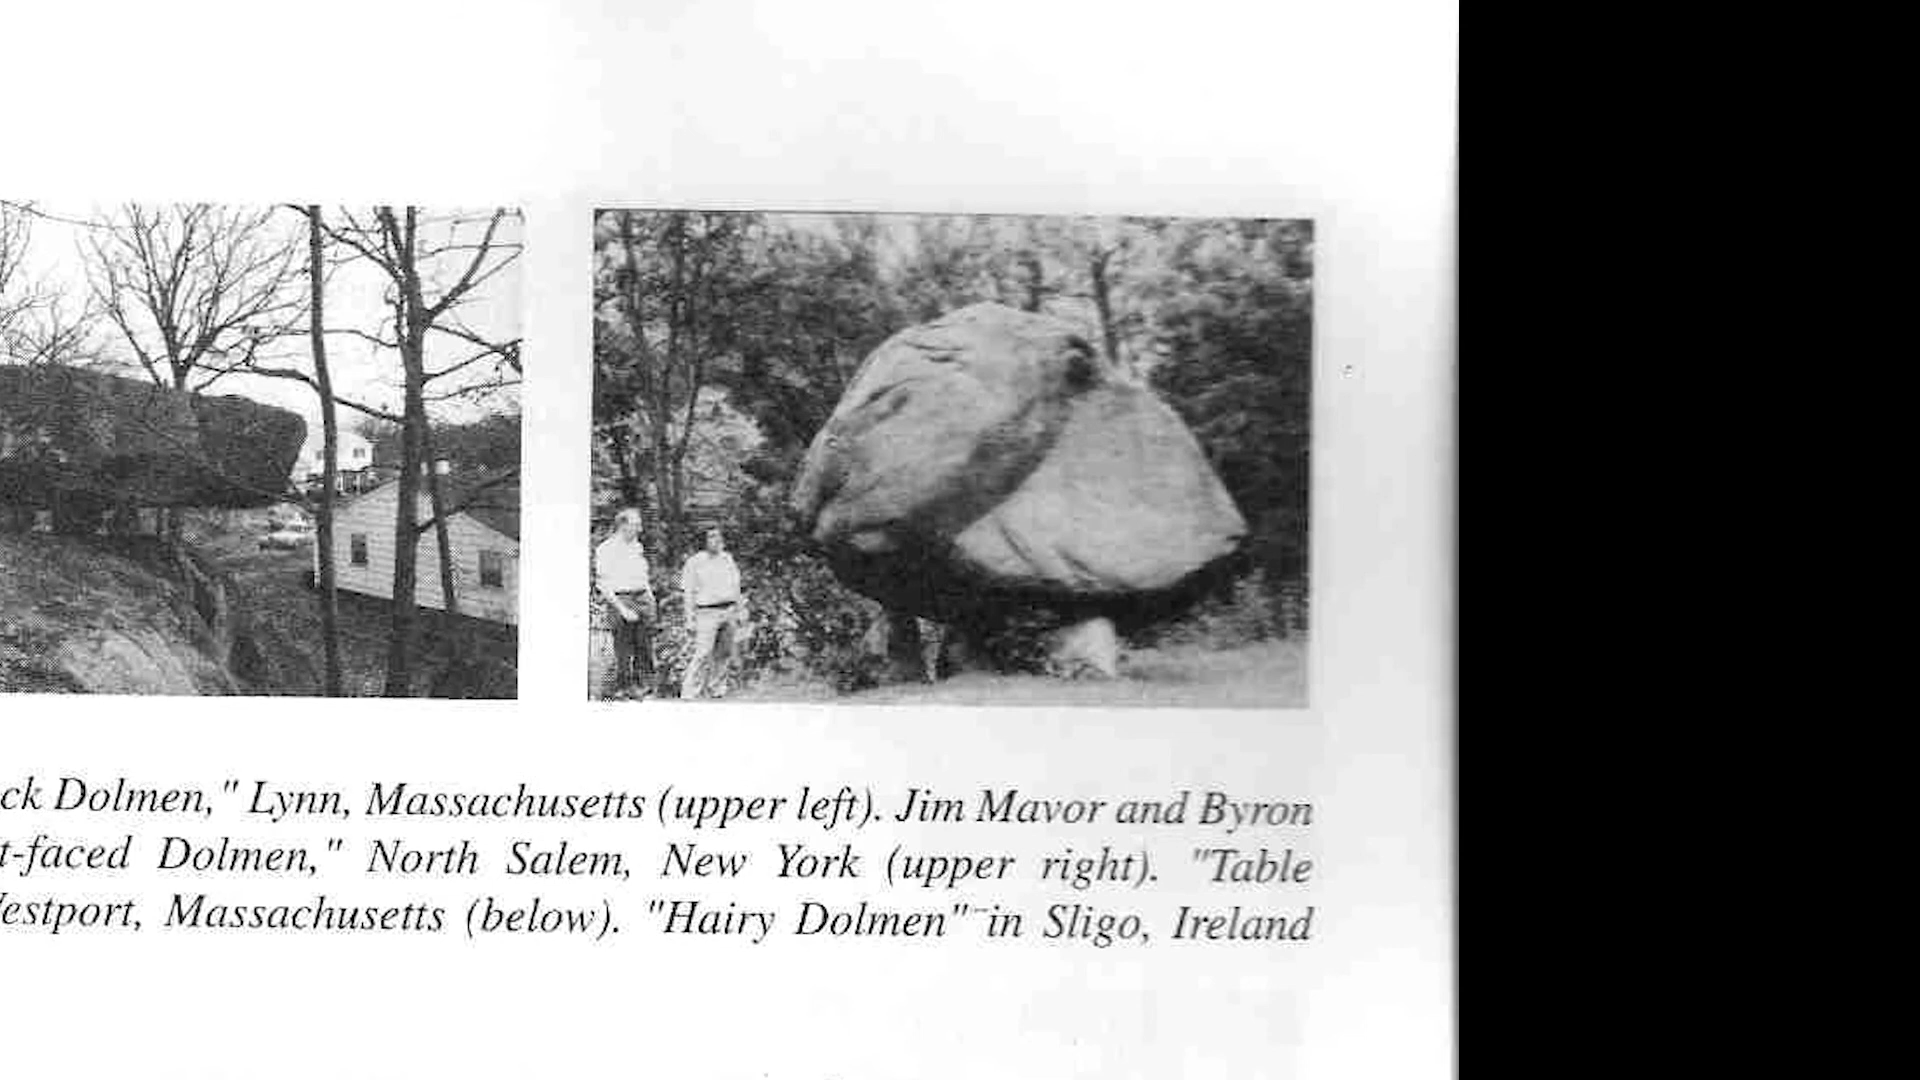 ck Dolmen," Lynn, Massachusetts (upper left). Jim Mavor and Byron
t-faced Dolmen," North Salem, New York (upper right). "Table
estport, Massachusetts (below). "Hairy Dolmen" in Sligo, Ireland